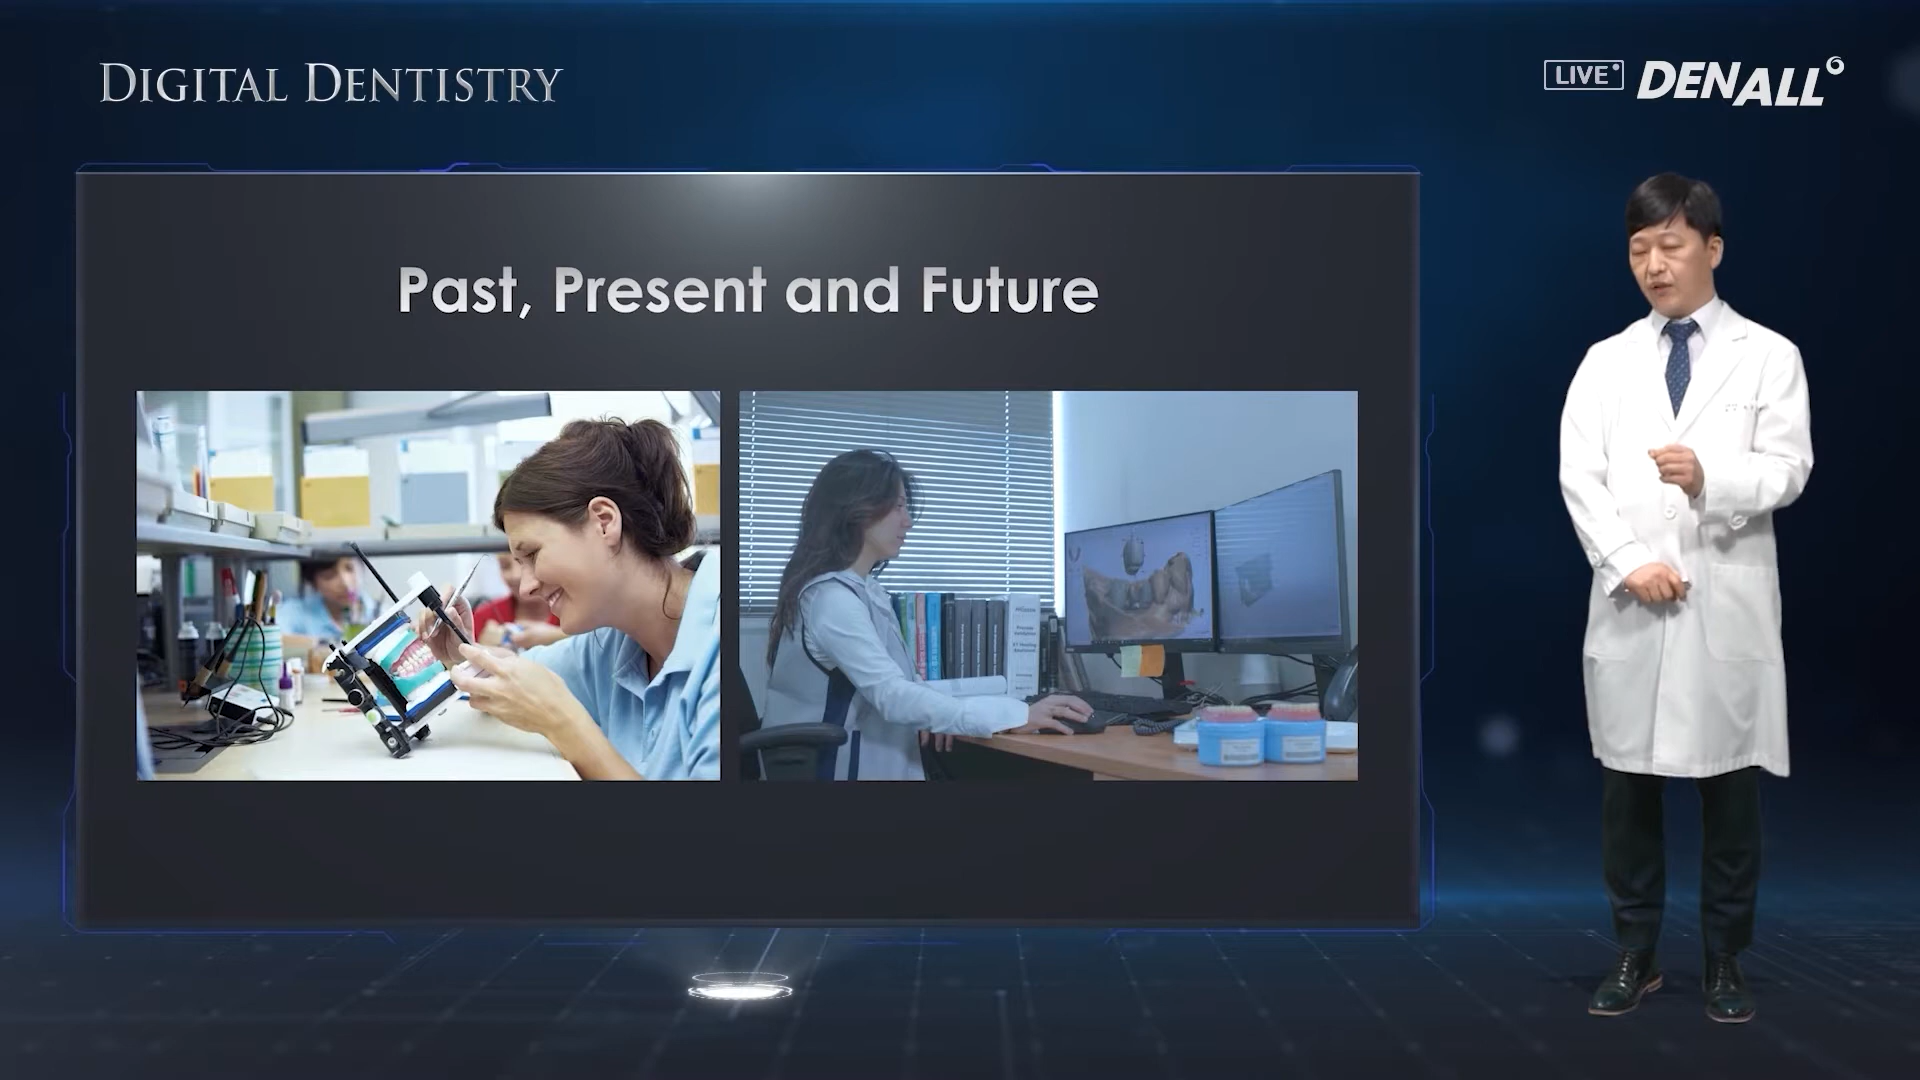 DIGITAL DENTISTRY
LIVE
DENALL
Past, Present and Future